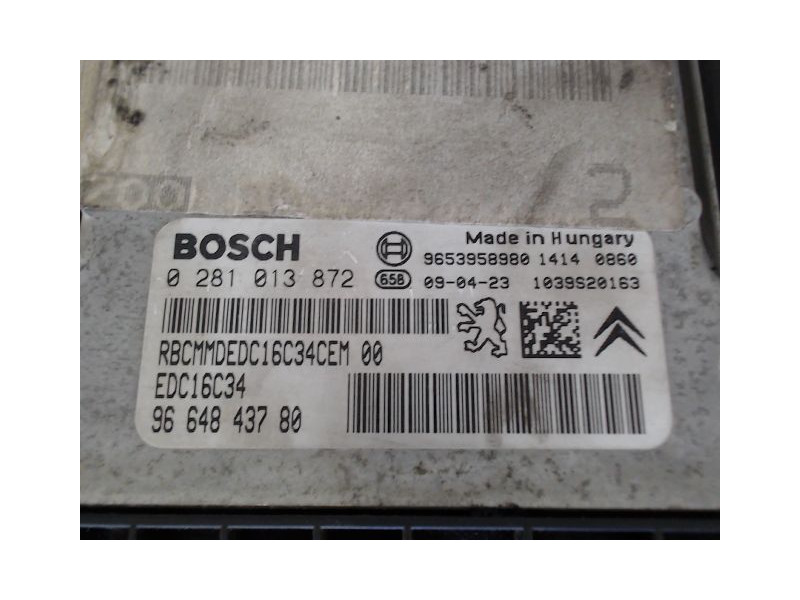 BOSCH
Made in Hungary
9653958980 1414 0860
0 281 013 872
658
09-04-23 1039S20163
RBCMMDEDC16C34CEM 00
EDC16C34
96 648 437 80